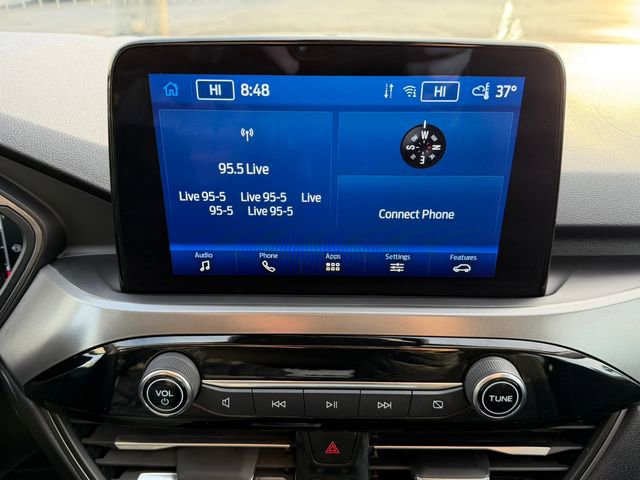 HI 8:48 HI 37°
95.5 Live
Live 95-5 Live 95-5 Live
95-5 Live 95-5
W
S N
E
Connect Phone
Audio Phone Apps Settings Features
VOL TUNE